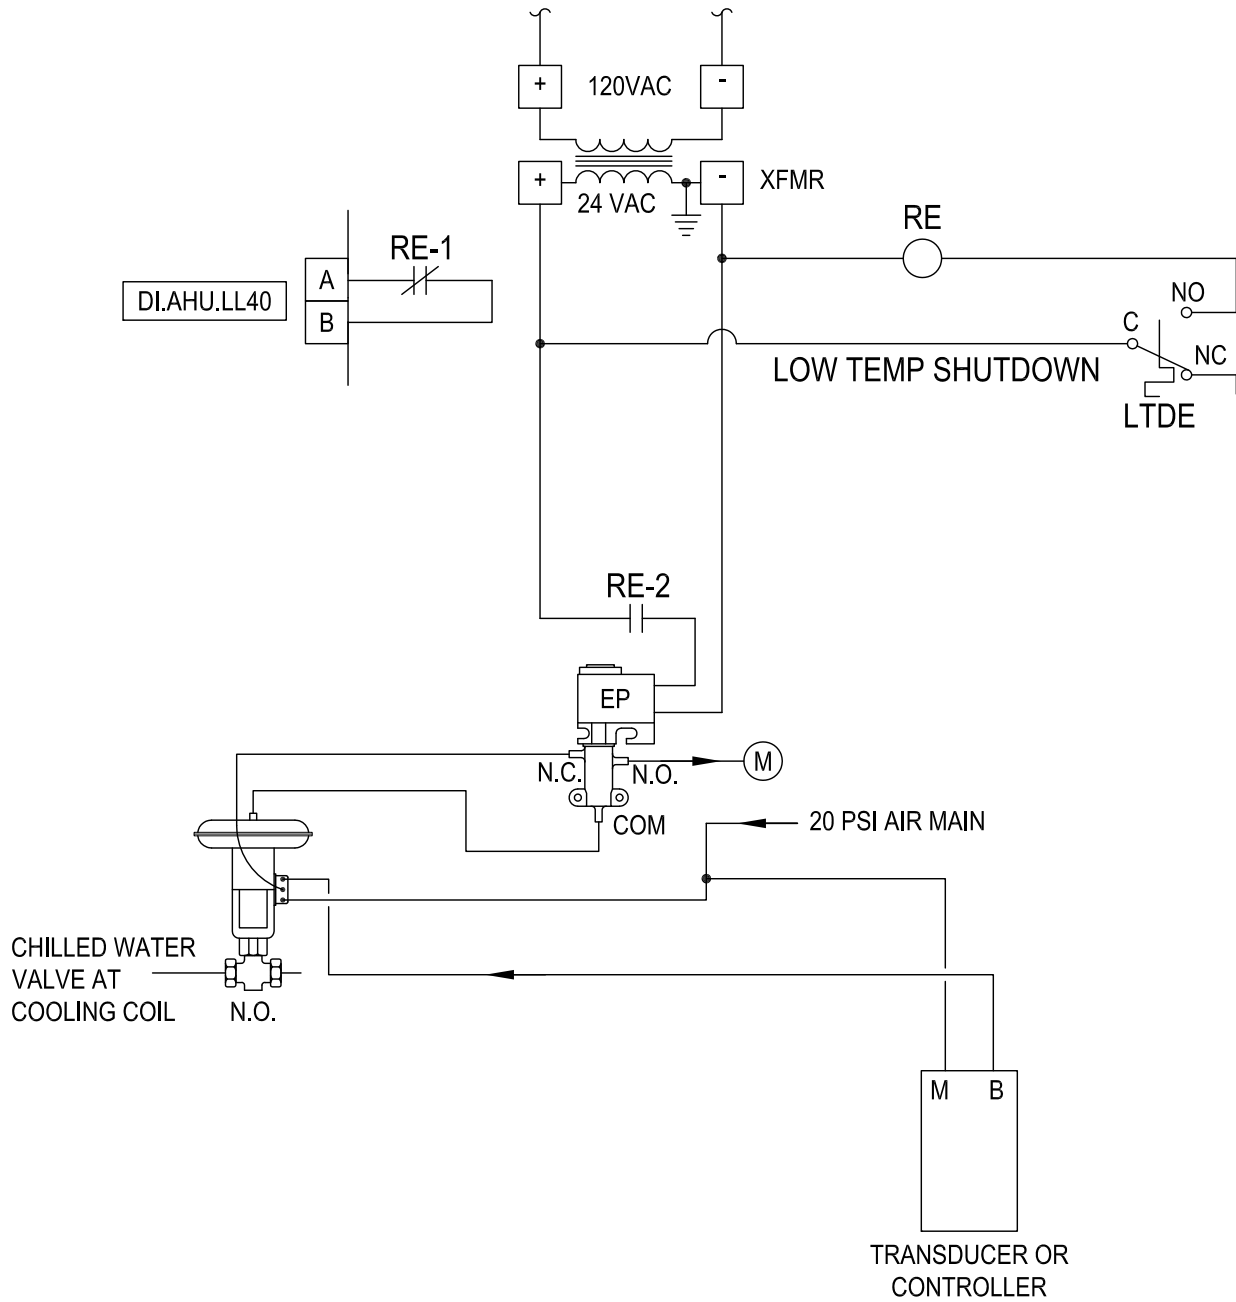 +
120VAC
-
+
24 VAC
-
XFMR
RE
RE-1
DI.AHU.LL40
A
B
NO
C
NC
LOW TEMP SHUTDOWN
LTDE
RE-2
EP
N.C.
N.O.
M
COM
20 PSI AIR MAIN
CHILLED WATER
VALVE AT
COOLING COIL
N.O.
M
B
TRANSDUCER OR
CONTROLLER